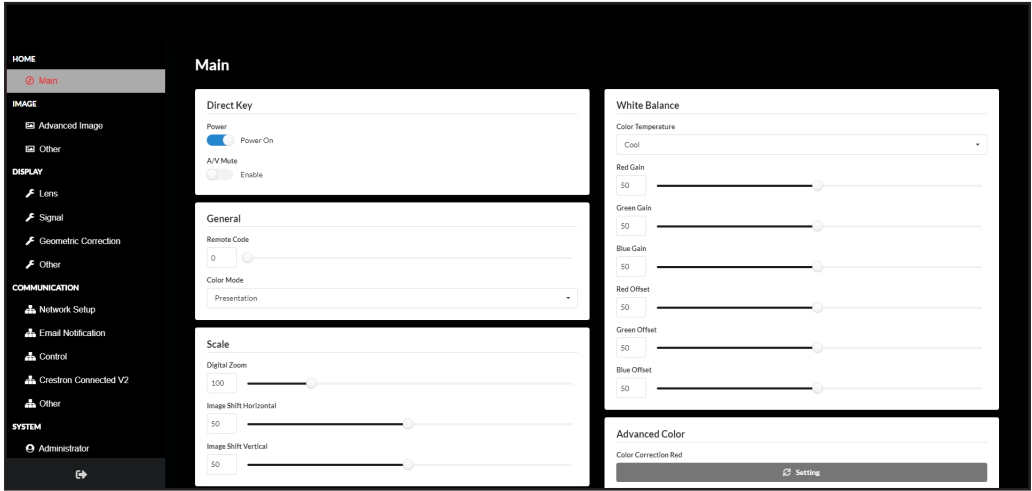 HOME
Main
IMAGE
Advanced Image
Other
DISPLAY
Lens
Signal
Geometric Correction
Other
COMMUNICATION
Network Setup
Email Notification
Control
Crestron Connected V2
Other
SYSTEM
Administrator
Main
Direct Key
Power
Power On
A/V Mute
Enable
General
Remote Code
0
Color Mode
Presentation
Scale
Digital Zoom
100
Image Shift Horizontal
50
Image Shift Vertical
50
White Balance
Color Temperature
Cool
Red Gain
50
Green Gain
50
Blue Gain
50
Red Offset
50
Green Offset
50
Blue Offset
50
Advanced Color
Color Correction Red
Setting